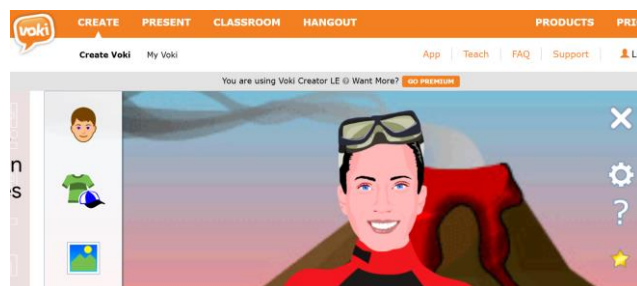 voki
CREATE PRESENT CLASSROOM HANGOUT PRODUCTS
Create Voki My Voki App Teach FAQ Support
You are using Voki Creator LE ☹ Want More? GO PREMIUM
?